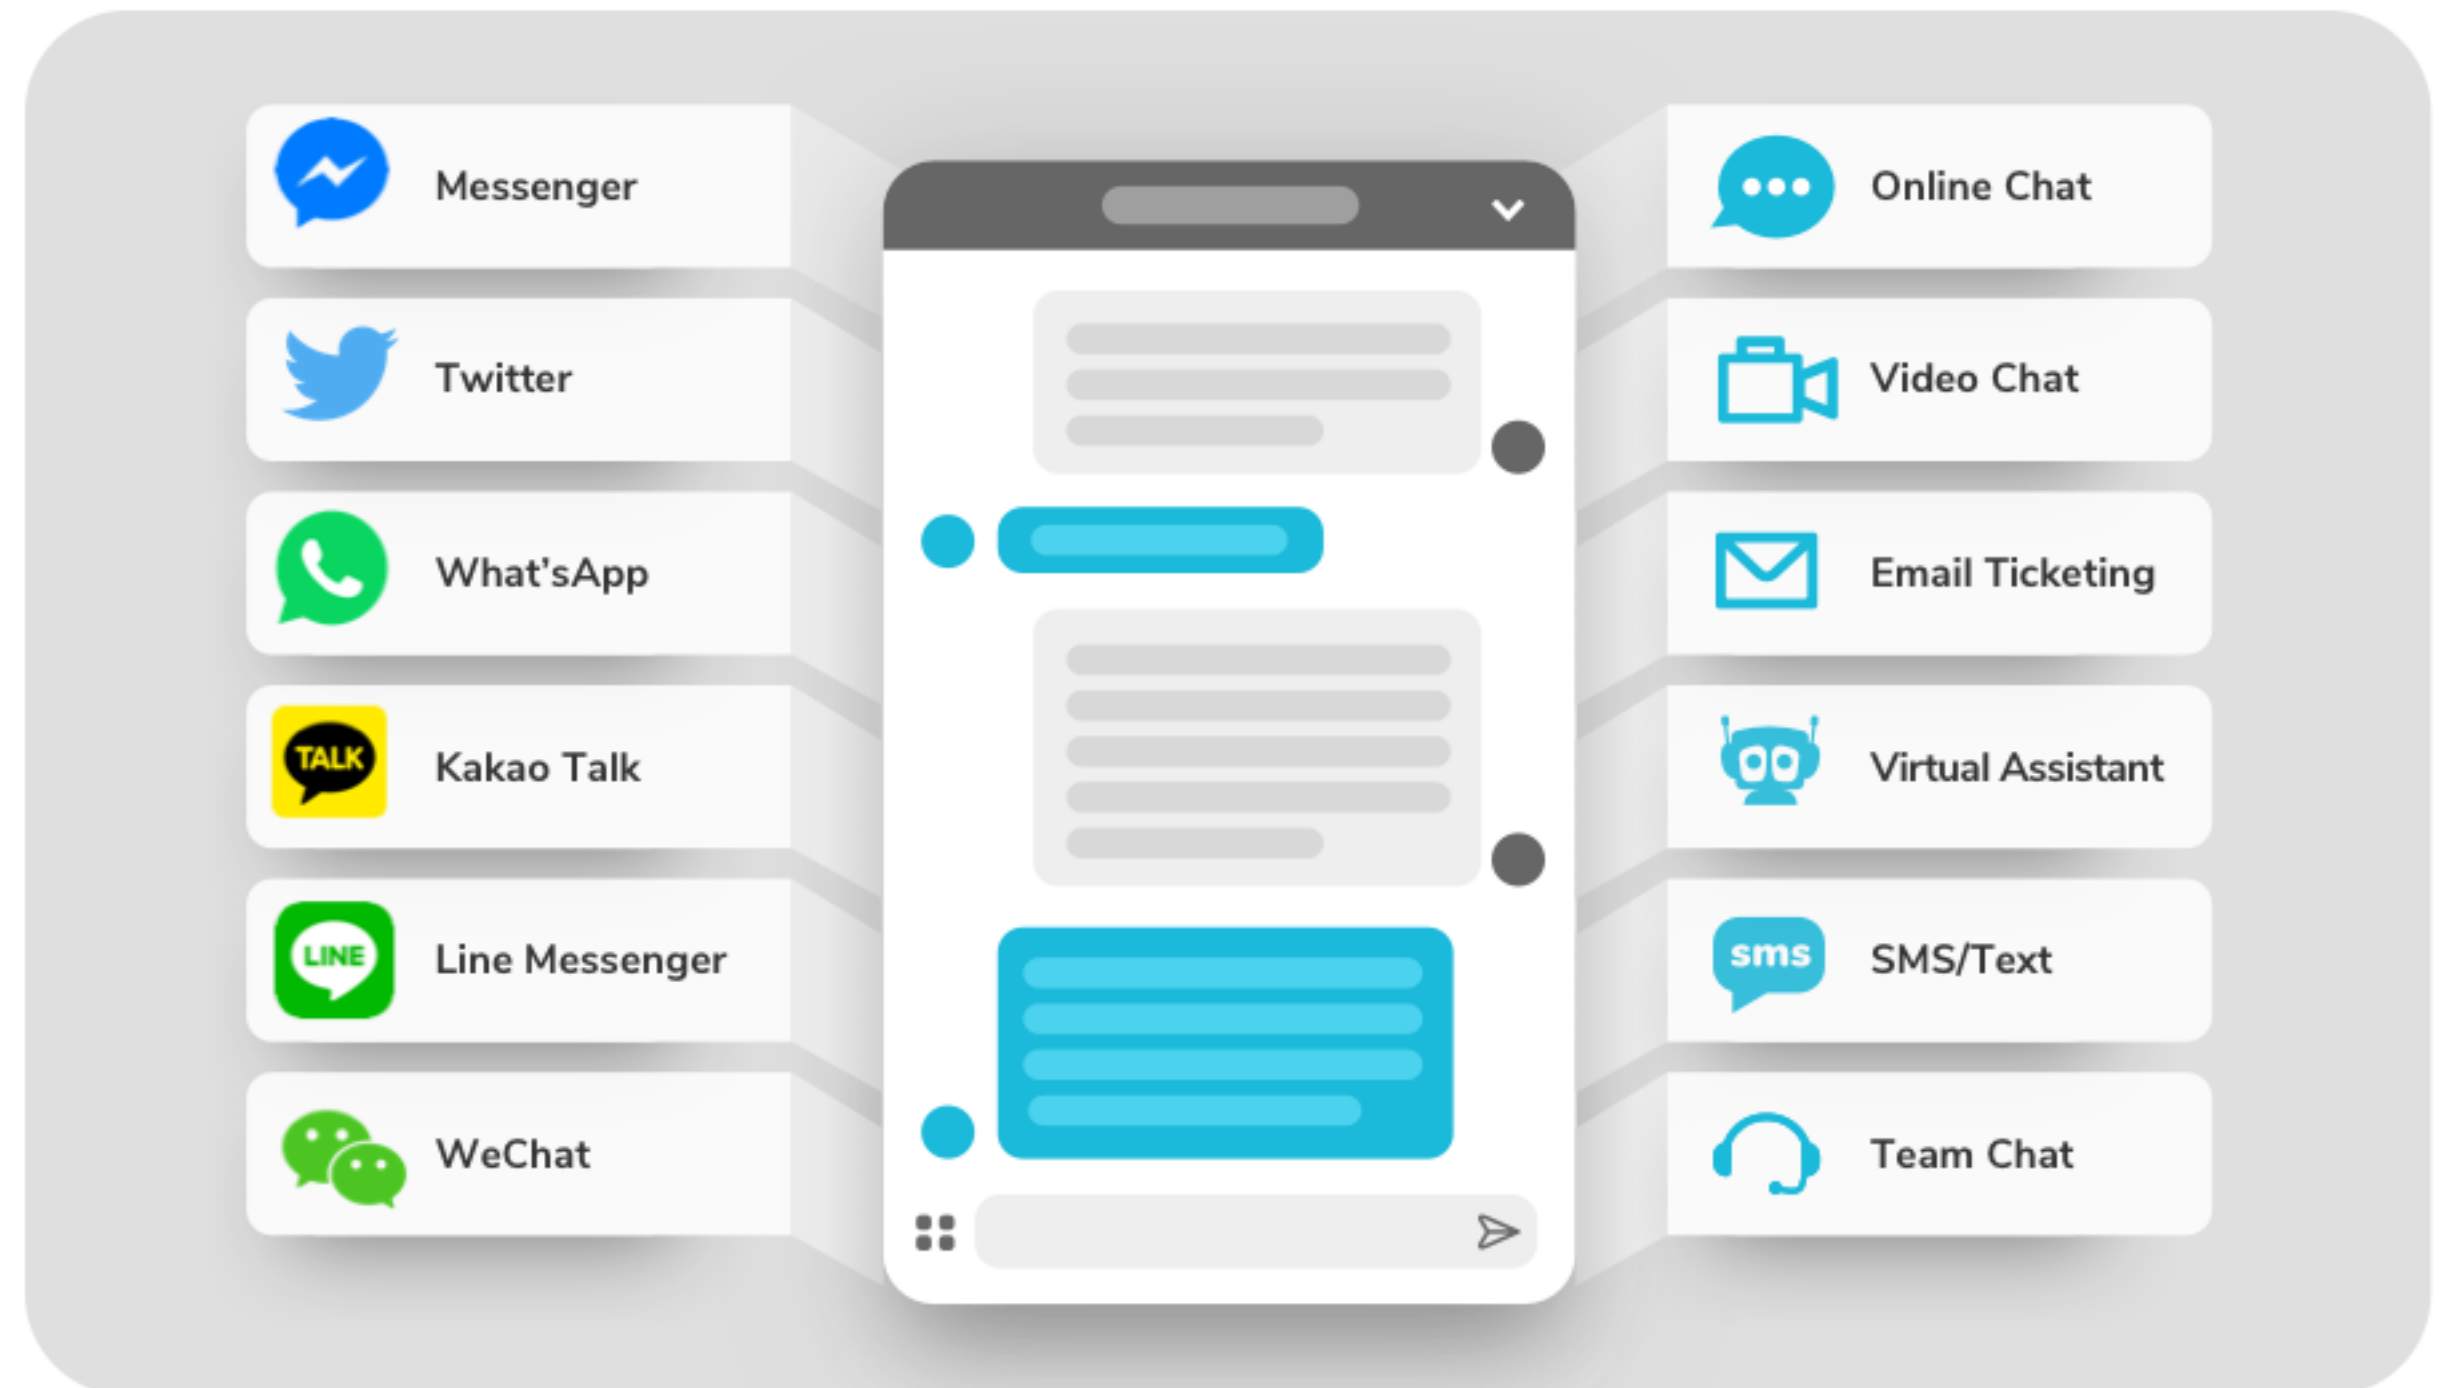 Messenger
Twitter
What'sApp
TALK
Kakao Talk
LINE
Line Messenger
WeChat
Online Chat
Video Chat
Email Ticketing
Virtual Assistant
sms
SMS/Text
Team Chat